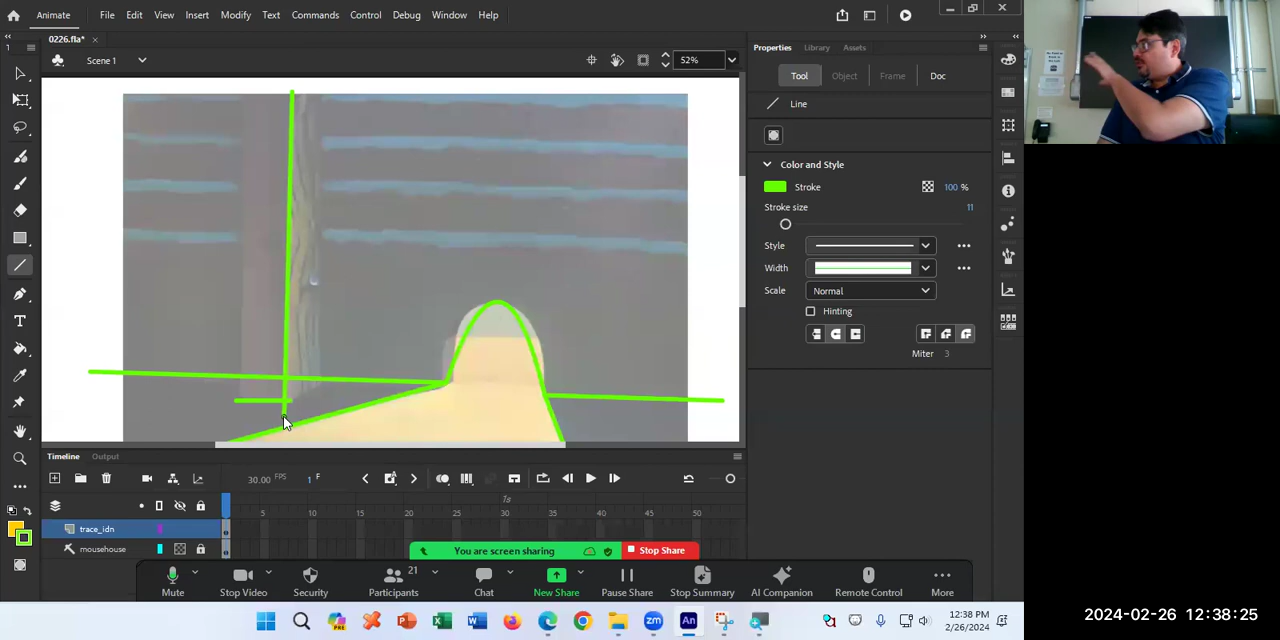 Animate File Edit View Insert Modify Text Commands Control Debug Window Help
0226.fla* ×
Scene 1 52%
Properties Library Assets
Tool Object Frame Doc
Line
Color and Style
Stroke 100 %
Stroke size
11
Style
Width
Scale Normal
Hinting
Miter 3
Timeline Output
30.00 FPS 1 F
1s
5 10 15 20 25 30 35 40 45 50
trace_idn
mousehouse
You are screen sharing Stop Share
21
Mute Stop Video Security Participants Chat New Share Pause Share Stop Summary AI Companion Remote Control More
12:38 PM
2/26/2024
2024-02-26 12:38:25